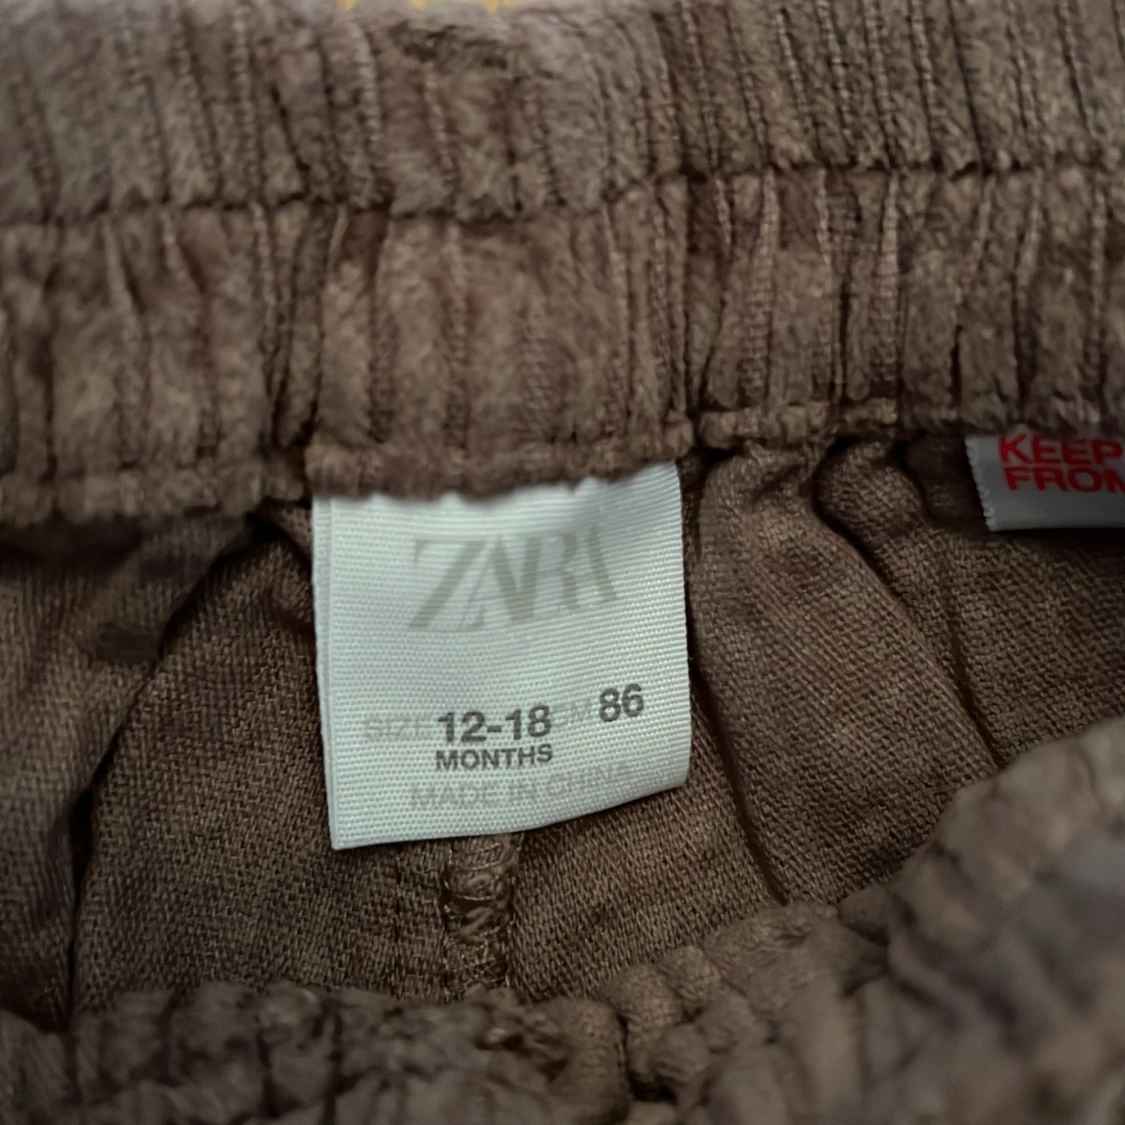 ZARA
SIZE 12-18 CM 86
MONTHS
MADE IN CHINA
KEEP
FROM